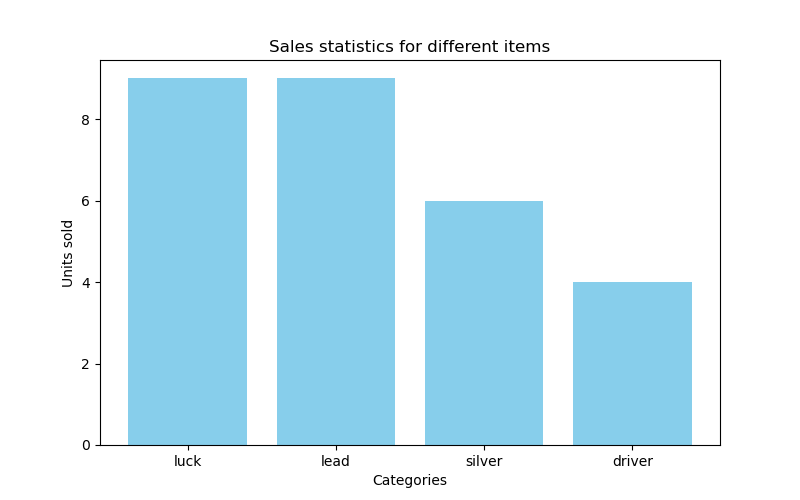 Sales statistics for different items
Units sold
8
6
4
2
0
luck lead silver driver
Categories